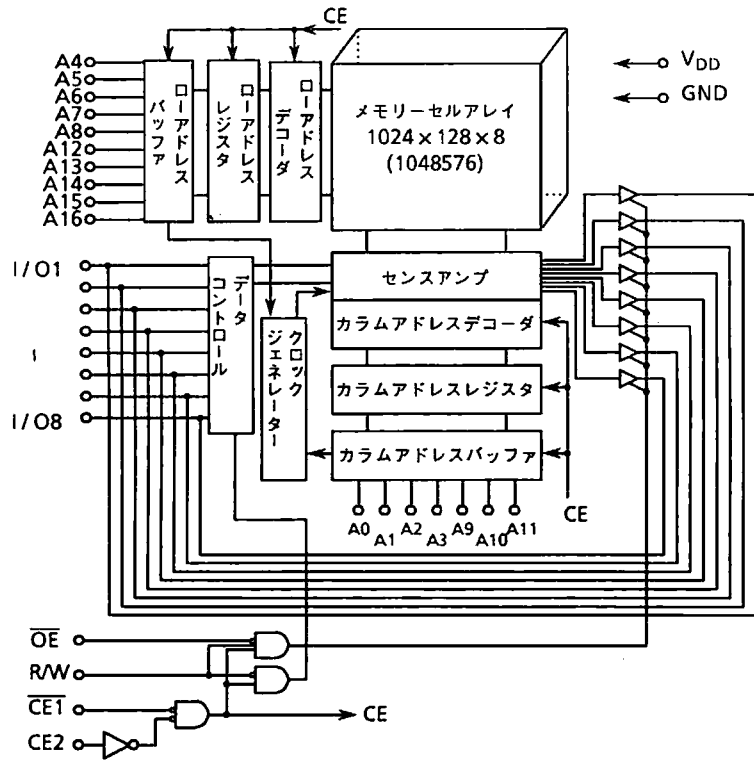 CE
A4
A5
A6
A7
A8
A12
A13
A14
A15
A16
ローアドレス
バッファ
ローアドレス
レジスタ
ローアドレス
デコーダ
メモリーセルアレイ
1024×128×8
(1048576)
VDD
GND
I/O1
≀
I/O8
データ
コントロール
クロック
ジェネレーター
センスアンプ
カラムアドレスデコーダ
カラムアドレスレジスタ
カラムアドレスバッファ
A0
A1
A2
A3
A9
A10
A11
CE
O̅E̅
R/W
C̅E̅1̅
CE2
CE